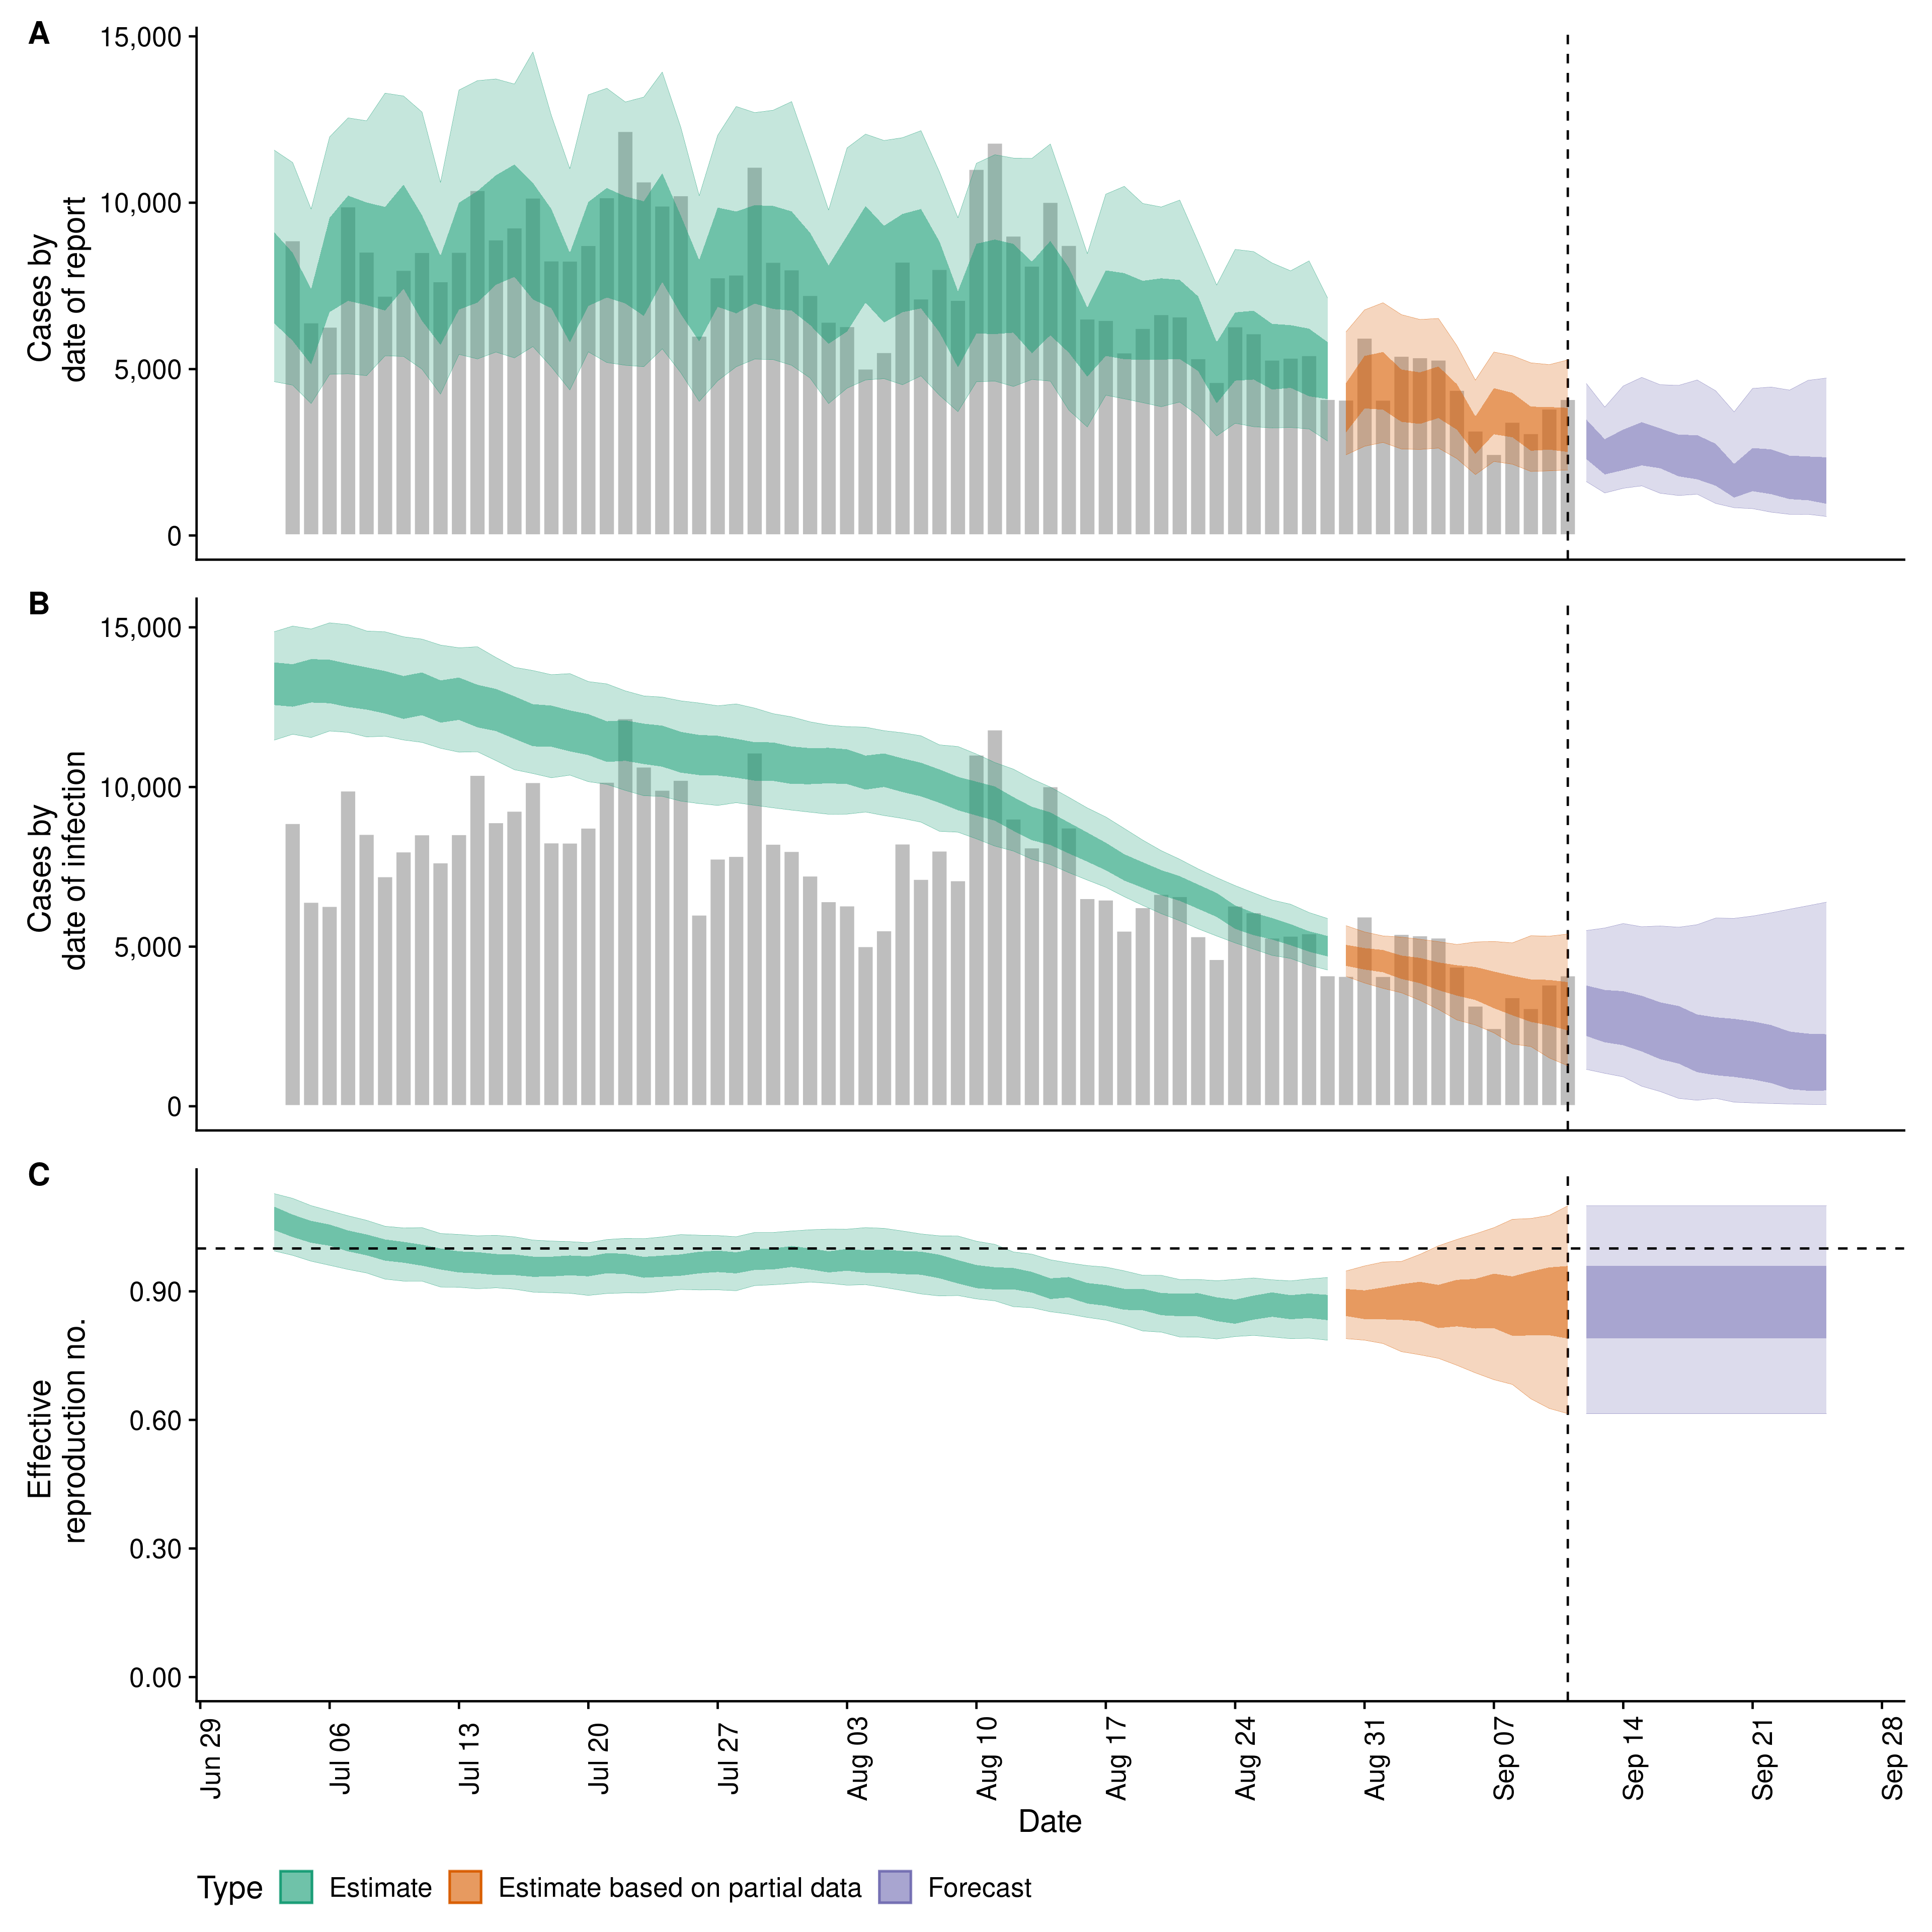 A
15,000
10,000
5,000
0
Cases by
date of report
B
15,000
10,000
5,000
0
Cases by
date of infection
C
0.90
0.60
0.30
0.00
Effective
reproduction no.
Jun 29
Jul 06
Jul 13
Jul 20
Jul 27
Aug 03
Aug 10
Aug 17
Aug 24
Aug 31
Sep 07
Sep 14
Sep 21
Sep 28
Date
Type Estimate Estimate based on partial data Forecast